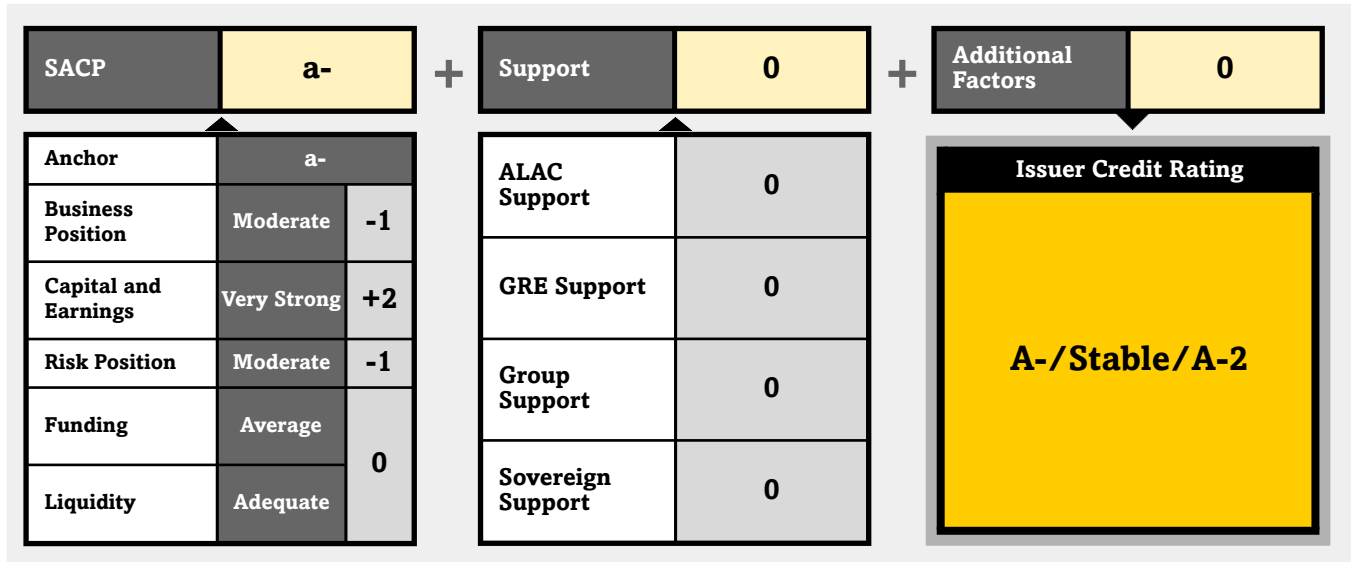 SACP
a-
+
Support
0
+
Additional
Factors
0
Anchor
a-
Business
Position
Moderate
-1
Capital and
Earnings
Very Strong
+2
Risk Position
Moderate
-1
Funding
Average
0
Liquidity
Adequate
ALAC
Support
0
GRE Support
0
Group
Support
0
Sovereign
Support
0
Issuer Credit Rating
A-/Stable/A-2